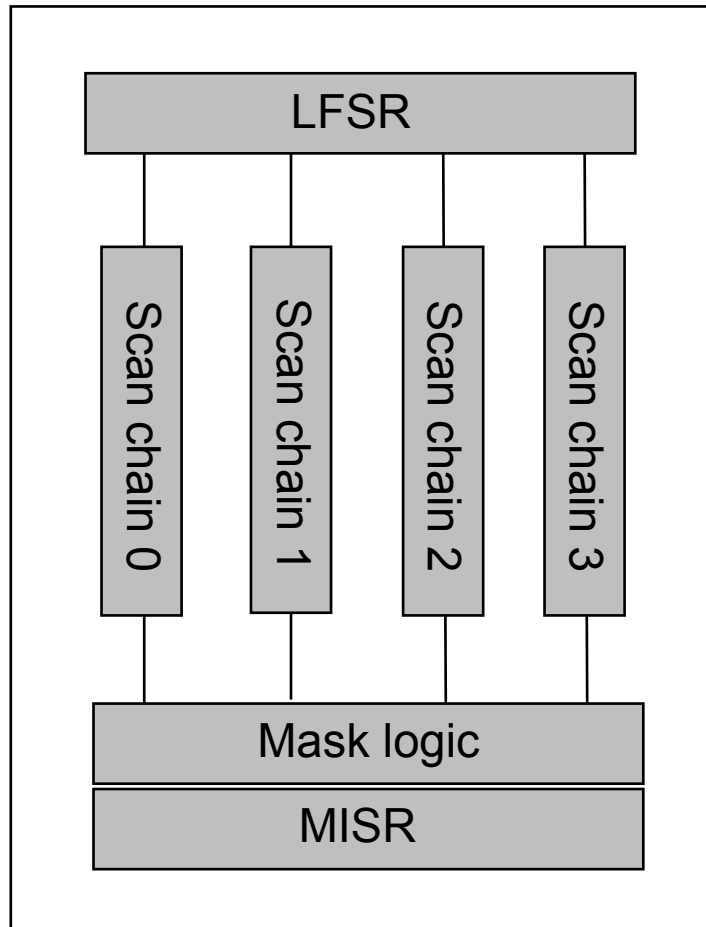 LFSR
Scan chain 0
Scan chain 1
Scan chain 2
Scan chain 3
Mask logic
MISR